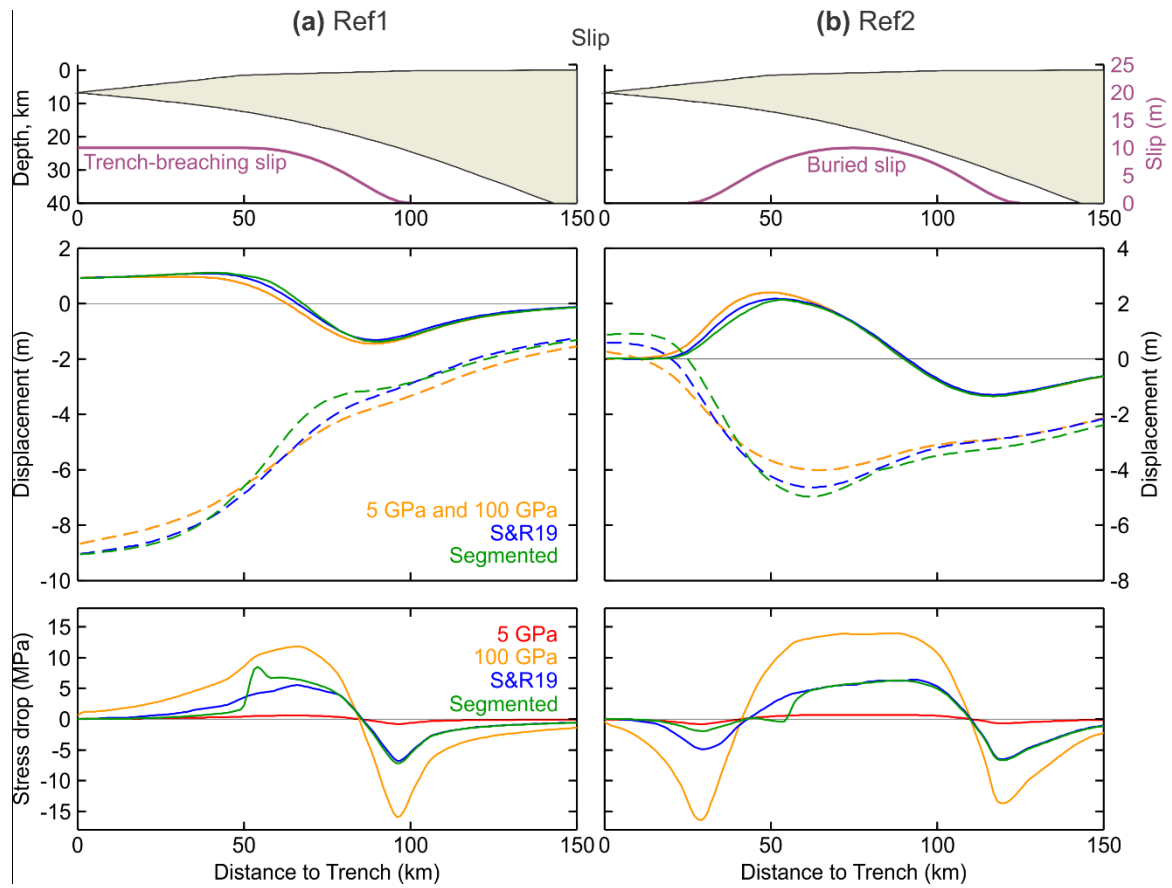 (a) Ref1
(b) Ref2
Slip
Depth, km
0
10
20
30
40
Trench-breaching slip
0
50
100
150
Buried slip
0
50
100
150
25
20
15
10
5
0
Slip (m)
Displacement (m)
2
0
-2
-4
-6
-8
-10
5 GPa and 100 GPa
S&R19
Segmented
4
2
0
-2
-4
-6
-8
Displacement (m)
Stress drop (MPa)
15
10
5
0
-5
-10
-15
5 GPa
100 GPa
S&R19
Segmented
0
50
100
150
Distance to Trench (km)
0
50
100
150
Distance to Trench (km)